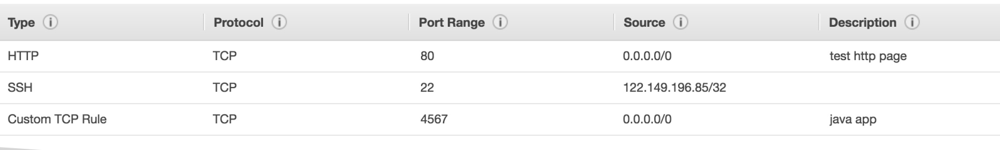 Type Protocol Port Range Source Description
HTTP TCP 80 0.0.0.0/0 test http page
SSH TCP 22 122.149.196.85/32
Custom TCP Rule TCP 4567 0.0.0.0/0 java app